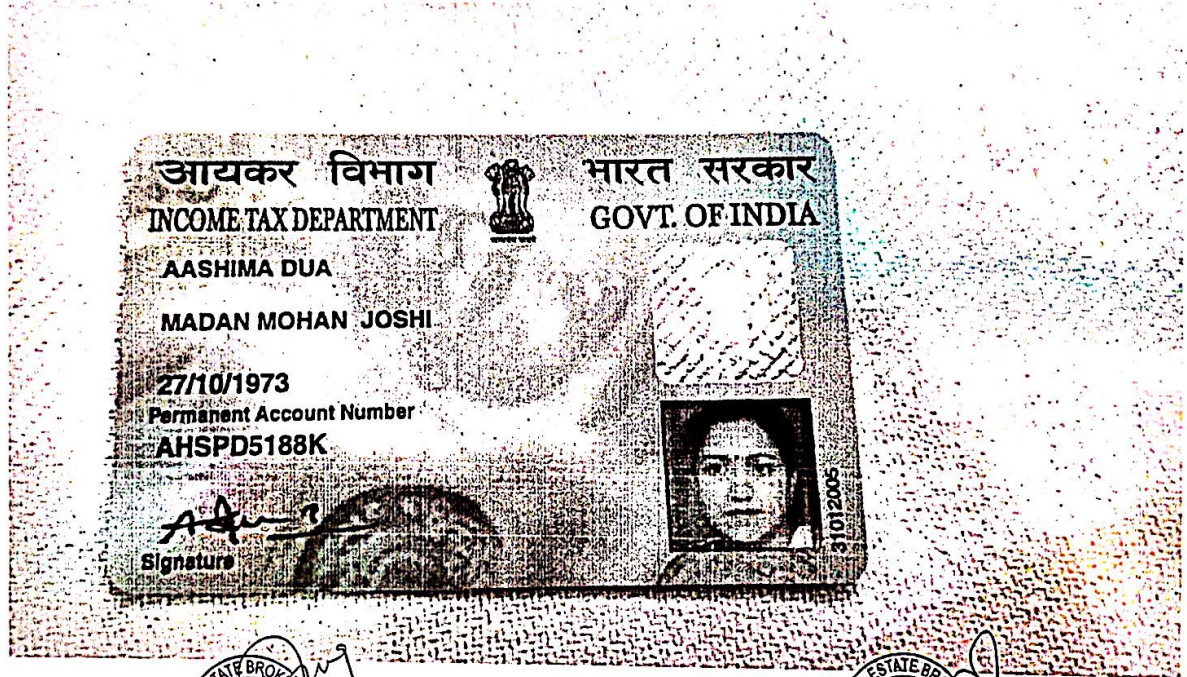 आयकर विभाग
भारत सरकार
INCOME TAX DEPARTMENT
GOVT. OF INDIA
AASHIMA DUA
MADAN MOHAN JOSHI
27/10/1973
Permanent Account Number
AHSPD5188K
Signature
31012005
ESTATE